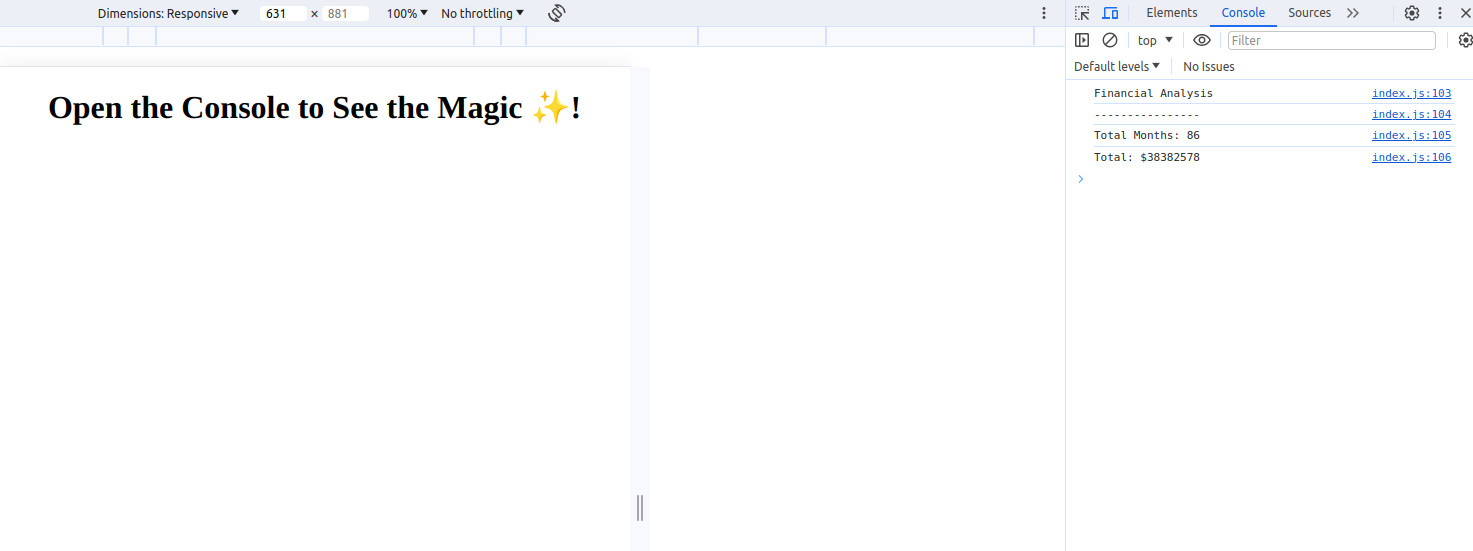 Dimensions: Responsive 631 × 881 100% No throttling
Elements Console Sources
top Filter
Default levels No Issues
Open the Console to See the Magic ✨!
Financial Analysis index.js:103
---------------- index.js:104
Total Months: 86 index.js:105
Total: $38382578 index.js:106